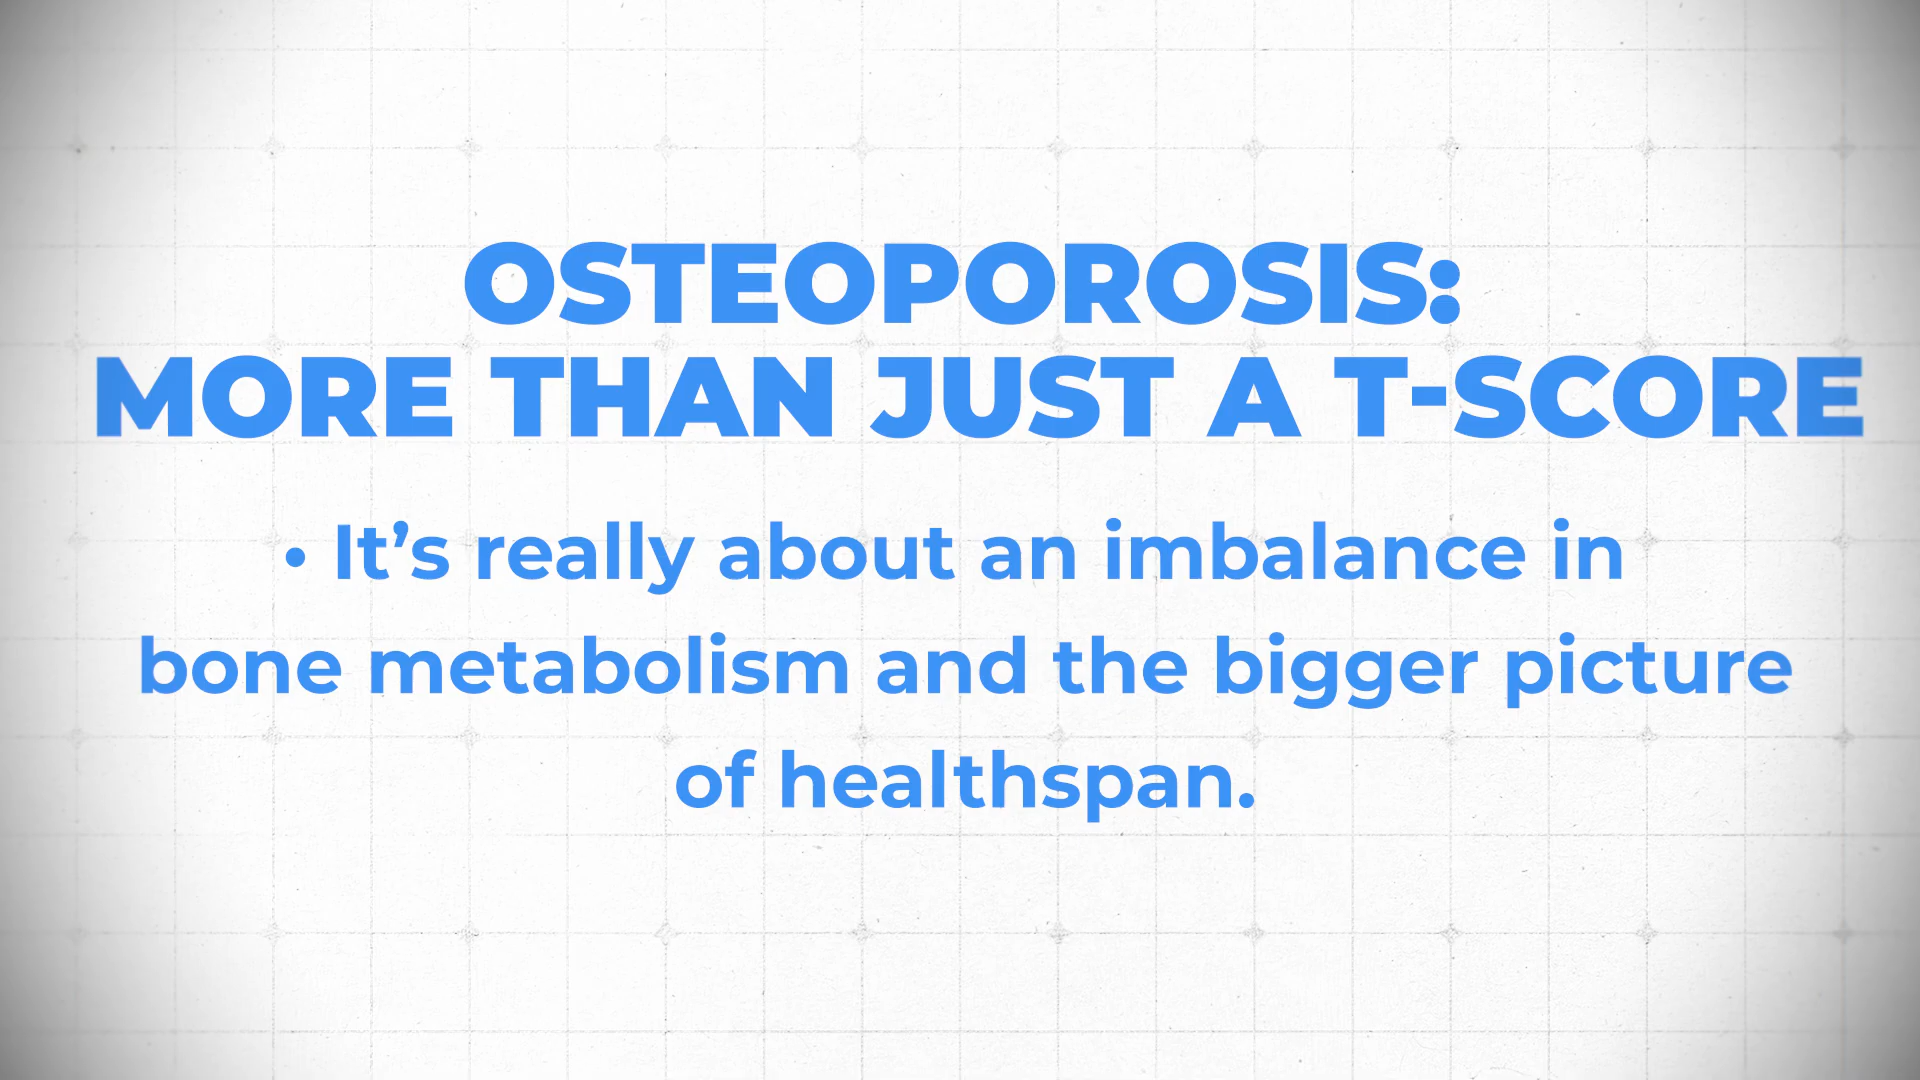 OSTEOPOROSIS:
MORE THAN JUST A T-SCORE
• It’s really about an imbalance in
bone metabolism and the bigger picture
of healthspan.